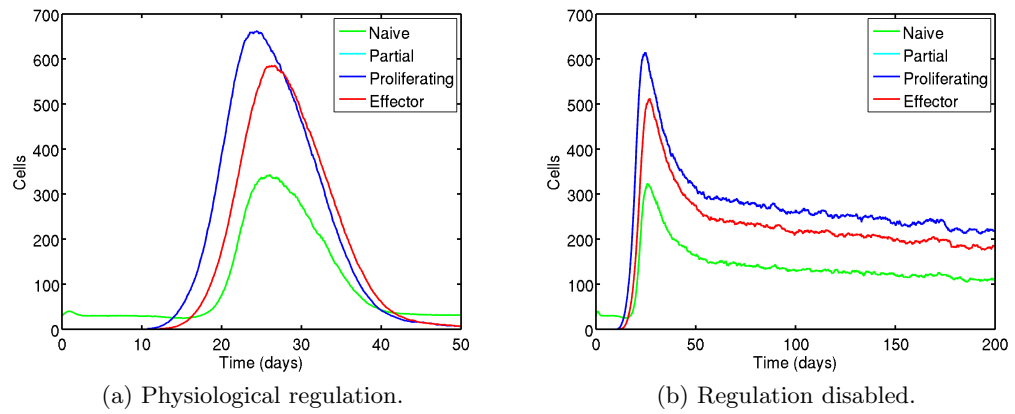 700
600
500
400
300
200
100
0
Cells
0 10 20 30 40 50
Time (days)
Naive
Partial
Proliferating
Effector
(a) Physiological regulation.
700
600
500
400
300
200
100
0
Cells
0 50 100 150 200
Time (days)
Naive
Partial
Proliferating
Effector
(b) Regulation disabled.